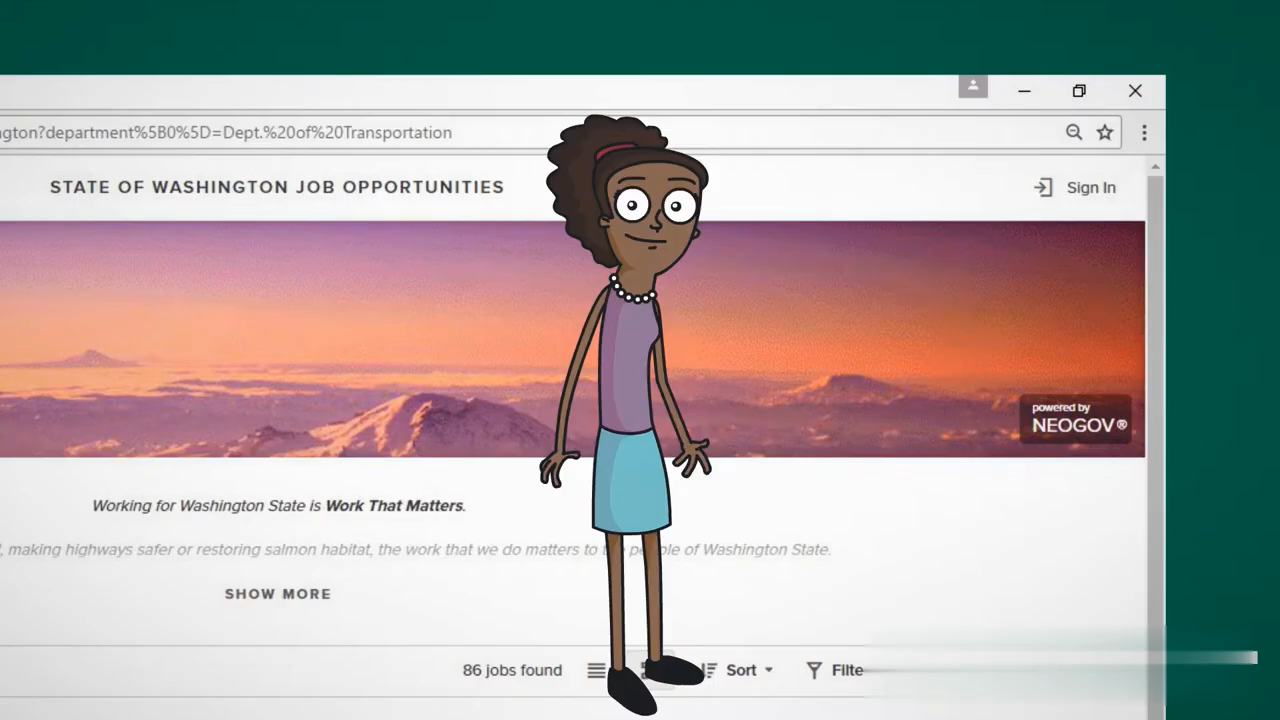 gton?department%5B0%5D=Dept.%20of%20Transportation
STATE OF WASHINGTON JOB OPPORTUNITIES
Sign In
powered by
NEOGOV®
Working for Washington State is Work That Matters.
, making highways safer or restoring salmon habitat, the work that we do matters to people of Washington State.
SHOW MORE
86 jobs found
Sort
Filte